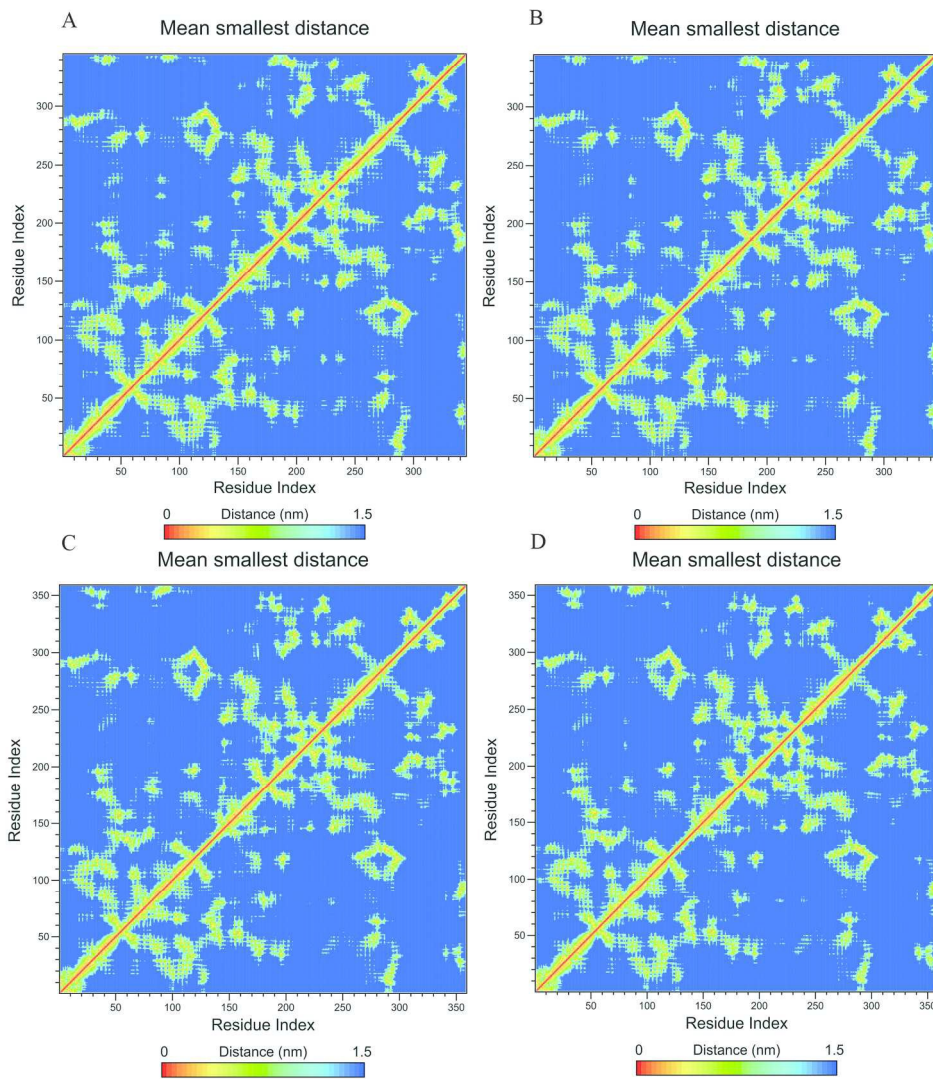 A
Mean smallest distance
B
Mean smallest distance
Residue Index
300
250
200
150
100
50
50 100 150 200 250 300
Residue Index
0 Distance (nm) 1.5
Residue Index
300
250
200
150
100
50
50 100 150 200 250 300
Residue Index
0 Distance (nm) 1.5
C
Mean smallest distance
D
Mean smallest distance
Residue Index
350
300
250
200
150
100
50
50 100 150 200 250 300 350
Residue Index
0 Distance (nm) 1.5
Residue Index
350
300
250
200
150
100
50
50 100 150 200 250 300 350
Residue Index
0 Distance (nm) 1.5